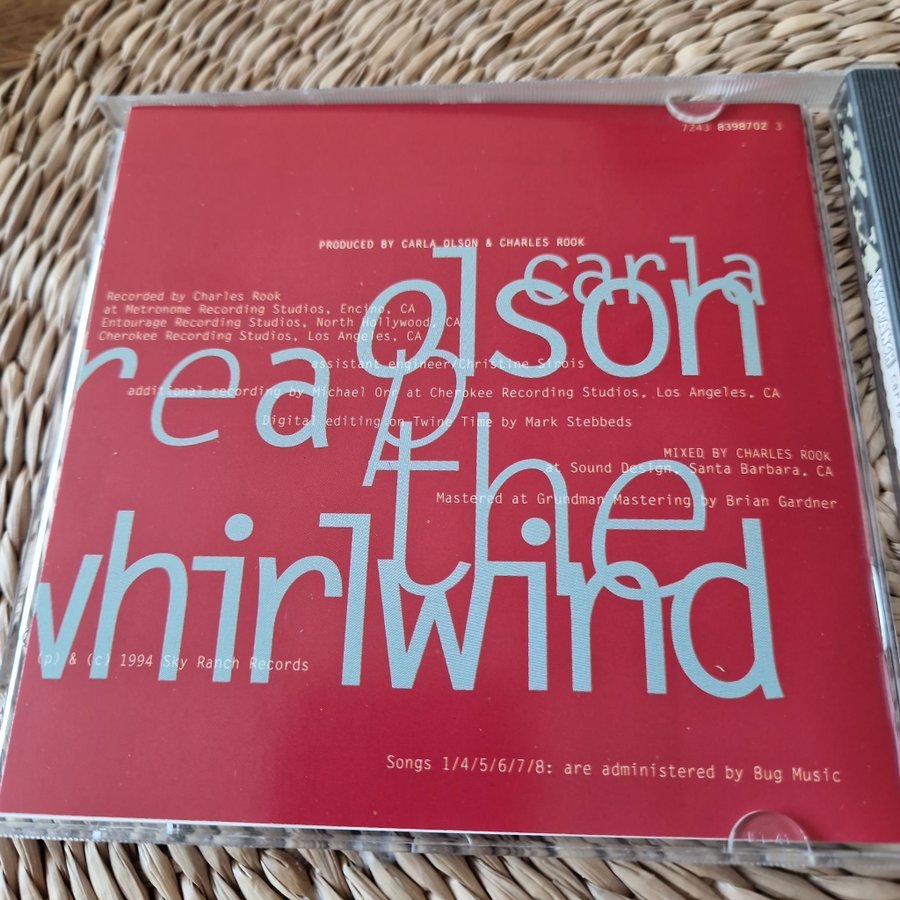 7243 8398702 3
PRODUCED BY CARLA OLSON & CHARLES ROOK
carla
olson
Recorded by Charles Rook
at Metronome Recording Studios, Encino, CA
Entourage Recording Studios, North Hollywood, CA
Cherokee Recording Studios, Los Angeles, CA
assistant engineer/Christine Sirois
reap
additional recording by Michael Orr at Cherokee Recording Studios, Los Angeles, CA
Digital editing on Twine Time by Mark Stebbeds
the
MIXED BY CHARLES ROOK
at Sound Design, Santa Barbara, CA
Mastered at Grundman Mastering by Brian Gardner
whirlwind
(p) & (c) 1994 Sky Ranch Records
Songs 1/4/5/6/7/8: are administered by Bug Music